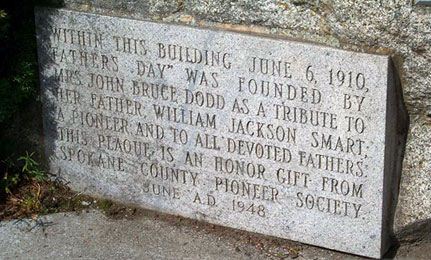 WITHIN THIS BUILDING JUNE 6, 1910,
FATHERS DAY" WAS FOUNDED BY
MRS. JOHN BRUCE DODD AS A TRIBUTE TO
HER FATHER, WILLIAM JACKSON SMART,
A PIONEER, AND TO ALL DEVOTED FATHERS.
THIS PLAQUE IS AN HONOR GIFT FROM
SPOKANE COUNTY PIONEER SOCIETY.
JUNE A.D. 1948